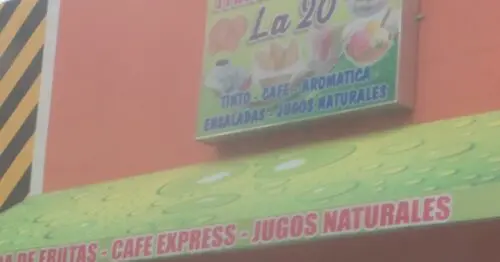 La 20
TINTO - CAFE - AROMATICA
ENSALADAS - JUGOS NATURALES
DE FRUTAS - CAFE EXPRESS - JUGOS NATURALES